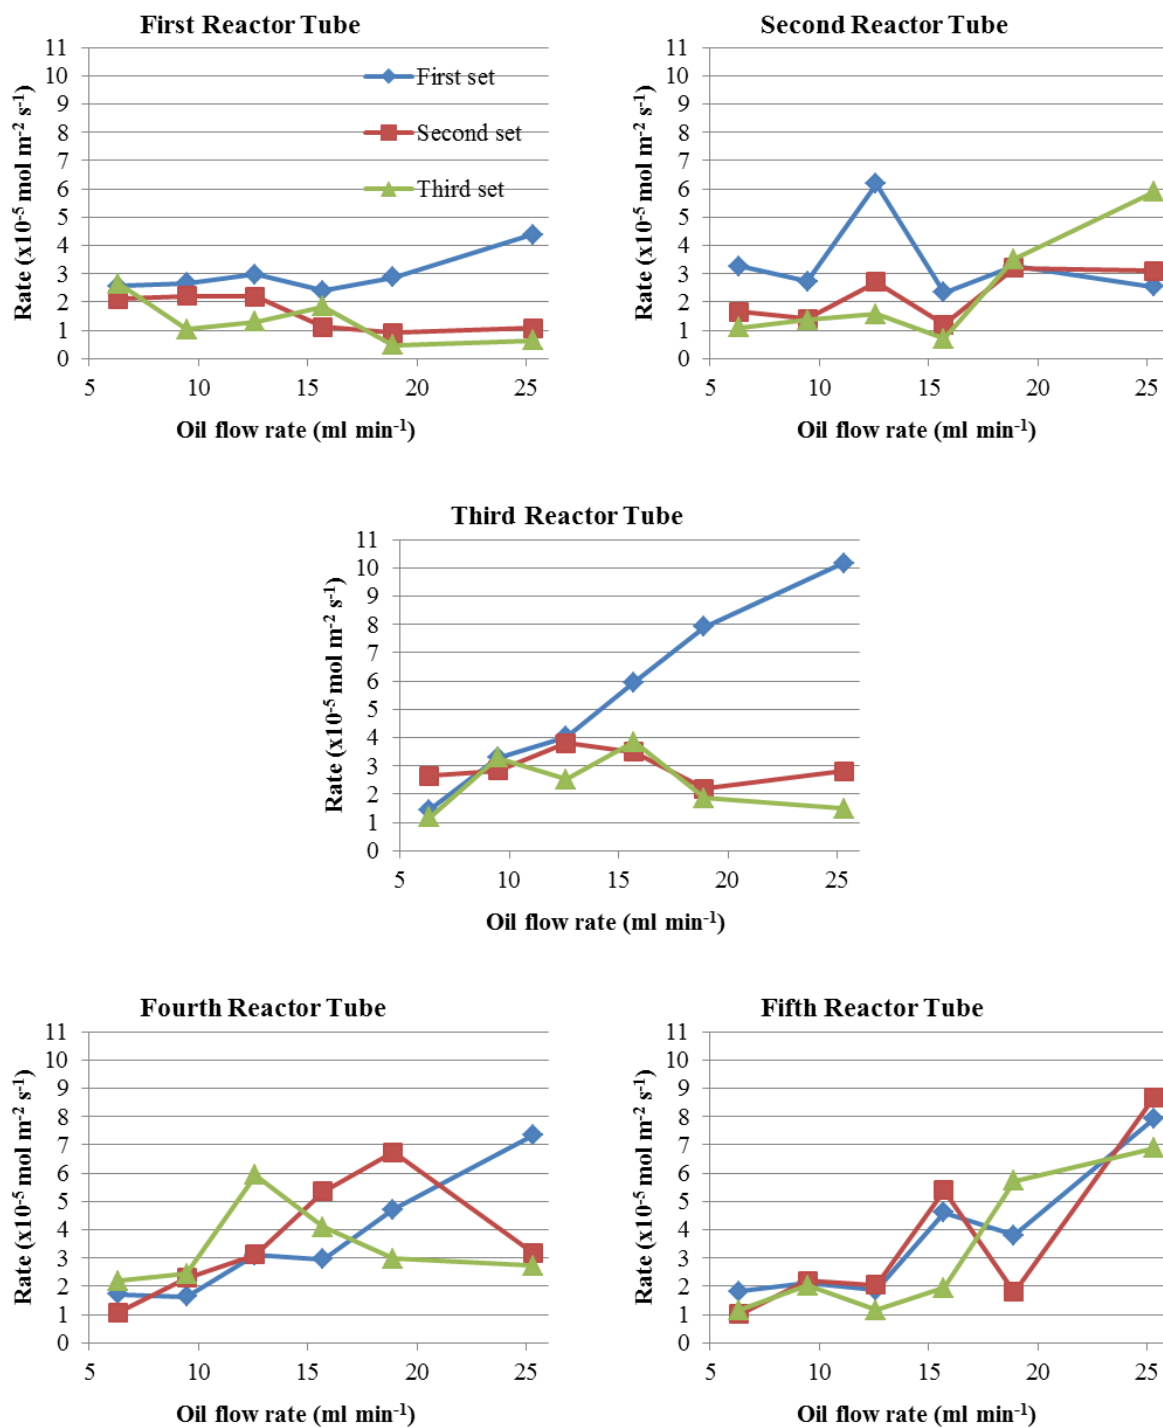 First Reactor Tube
11
10
9
8
7
6
5
4
3
2
1
0
Rate (x10⁻⁵ mol m⁻² s⁻¹)
First set
Second set
Third set
5 10 15 20 25
Oil flow rate (ml min⁻¹)
Second Reactor Tube
11
10
9
8
7
6
5
4
3
2
1
0
Rate (x10⁻⁵ mol m⁻² s⁻¹)
5 10 15 20 25
Oil flow rate (ml min⁻¹)
Third Reactor Tube
11
10
9
8
7
6
5
4
3
2
1
0
Rate (x10⁻⁵ mol m⁻² s⁻¹)
5 10 15 20 25
Oil flow rate (ml min⁻¹)
Fourth Reactor Tube
11
10
9
8
7
6
5
4
3
2
1
0
Rate (x10⁻⁵ mol m⁻² s⁻¹)
5 10 15 20 25
Oil flow rate (ml min⁻¹)
Fifth Reactor Tube
11
10
9
8
7
6
5
4
3
2
1
0
Rate (x10⁻⁵ mol m⁻² s⁻¹)
5 10 15 20 25
Oil flow rate (ml min⁻¹)